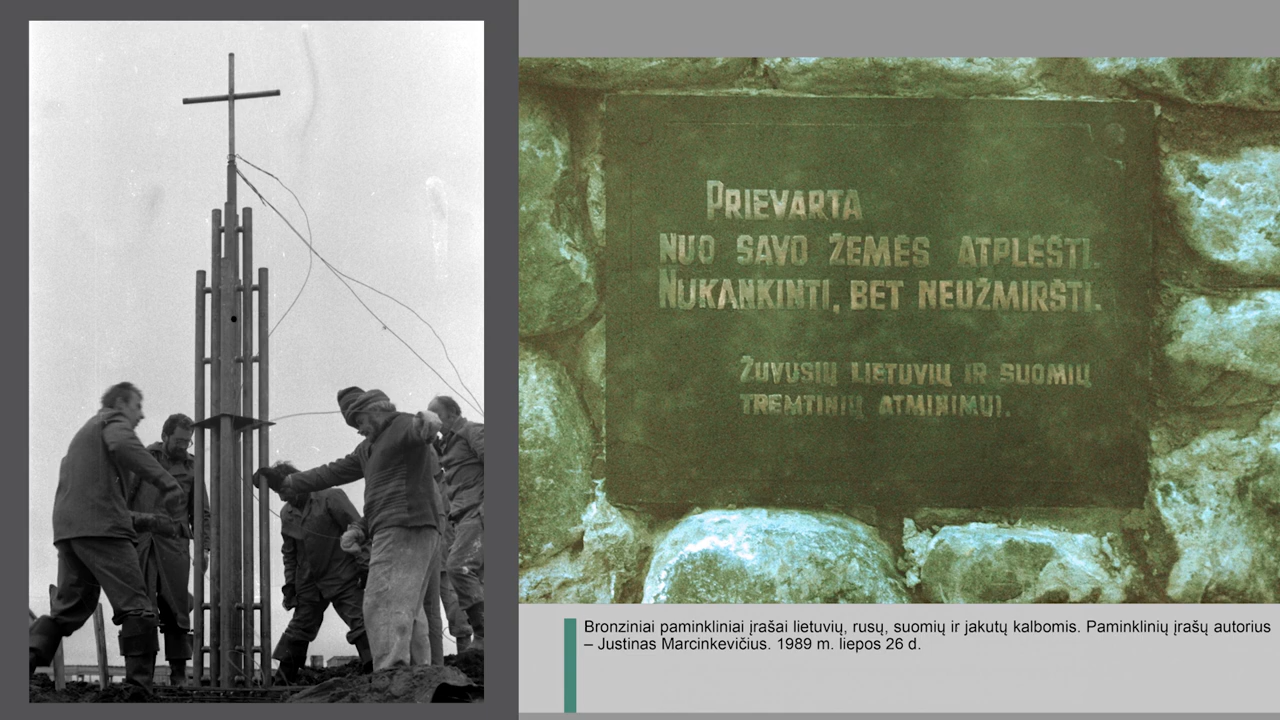 PRIEVARTA
NUO SAVO ŽEMĖS ATPLĖŠTI.
NUKANKINTI, BET NEUŽMIRŠTI.
ŽUVUSIŲ LIETUVIŲ IR SUOMIŲ
TREMTINIŲ ATMINIMUI.
Bronziniai paminkliniai įrašai lietuvių, rusų, suomių ir jakutų kalbomis. Paminklinių įrašų autorius
– Justinas Marcinkevičius. 1989 m. liepos 26 d.